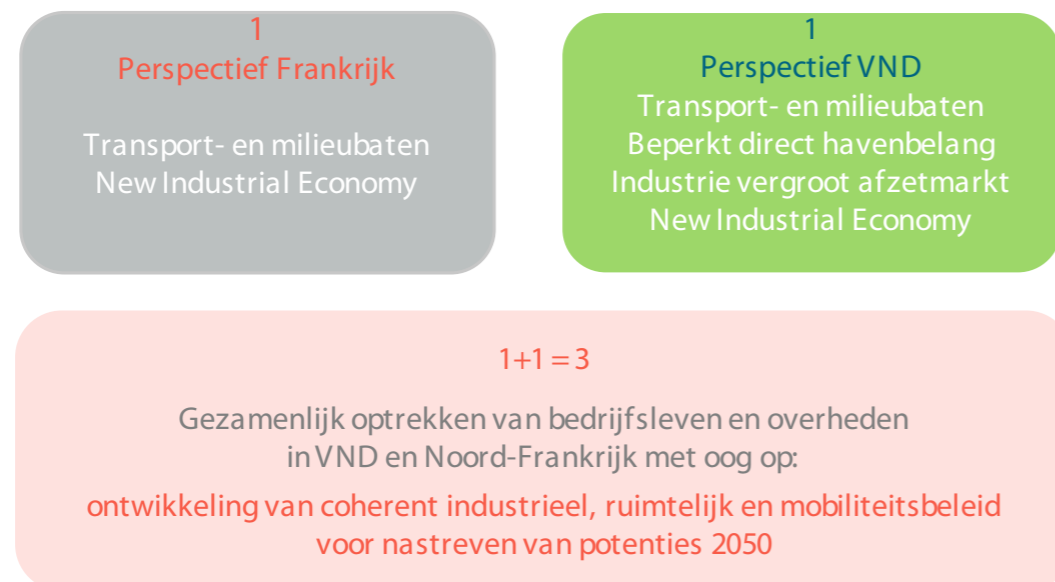 1
Perspectief Frankrijk
Transport- en milieubaten
New Industrial Economy
1
Perspectief VND
Transport- en milieubaten
Beperkt direct havenbelang
Industrie vergroot afzetmarkt
New Industrial Economy
1+1 = 3
Gezamenlijk optrekken van bedrijfsleven en overheden
in VND en Noord-Frankrijk met oog op:
ontwikkeling van coherent industrieel, ruimtelijk en mobiliteitsbeleid
voor nastreven van potenties 2050